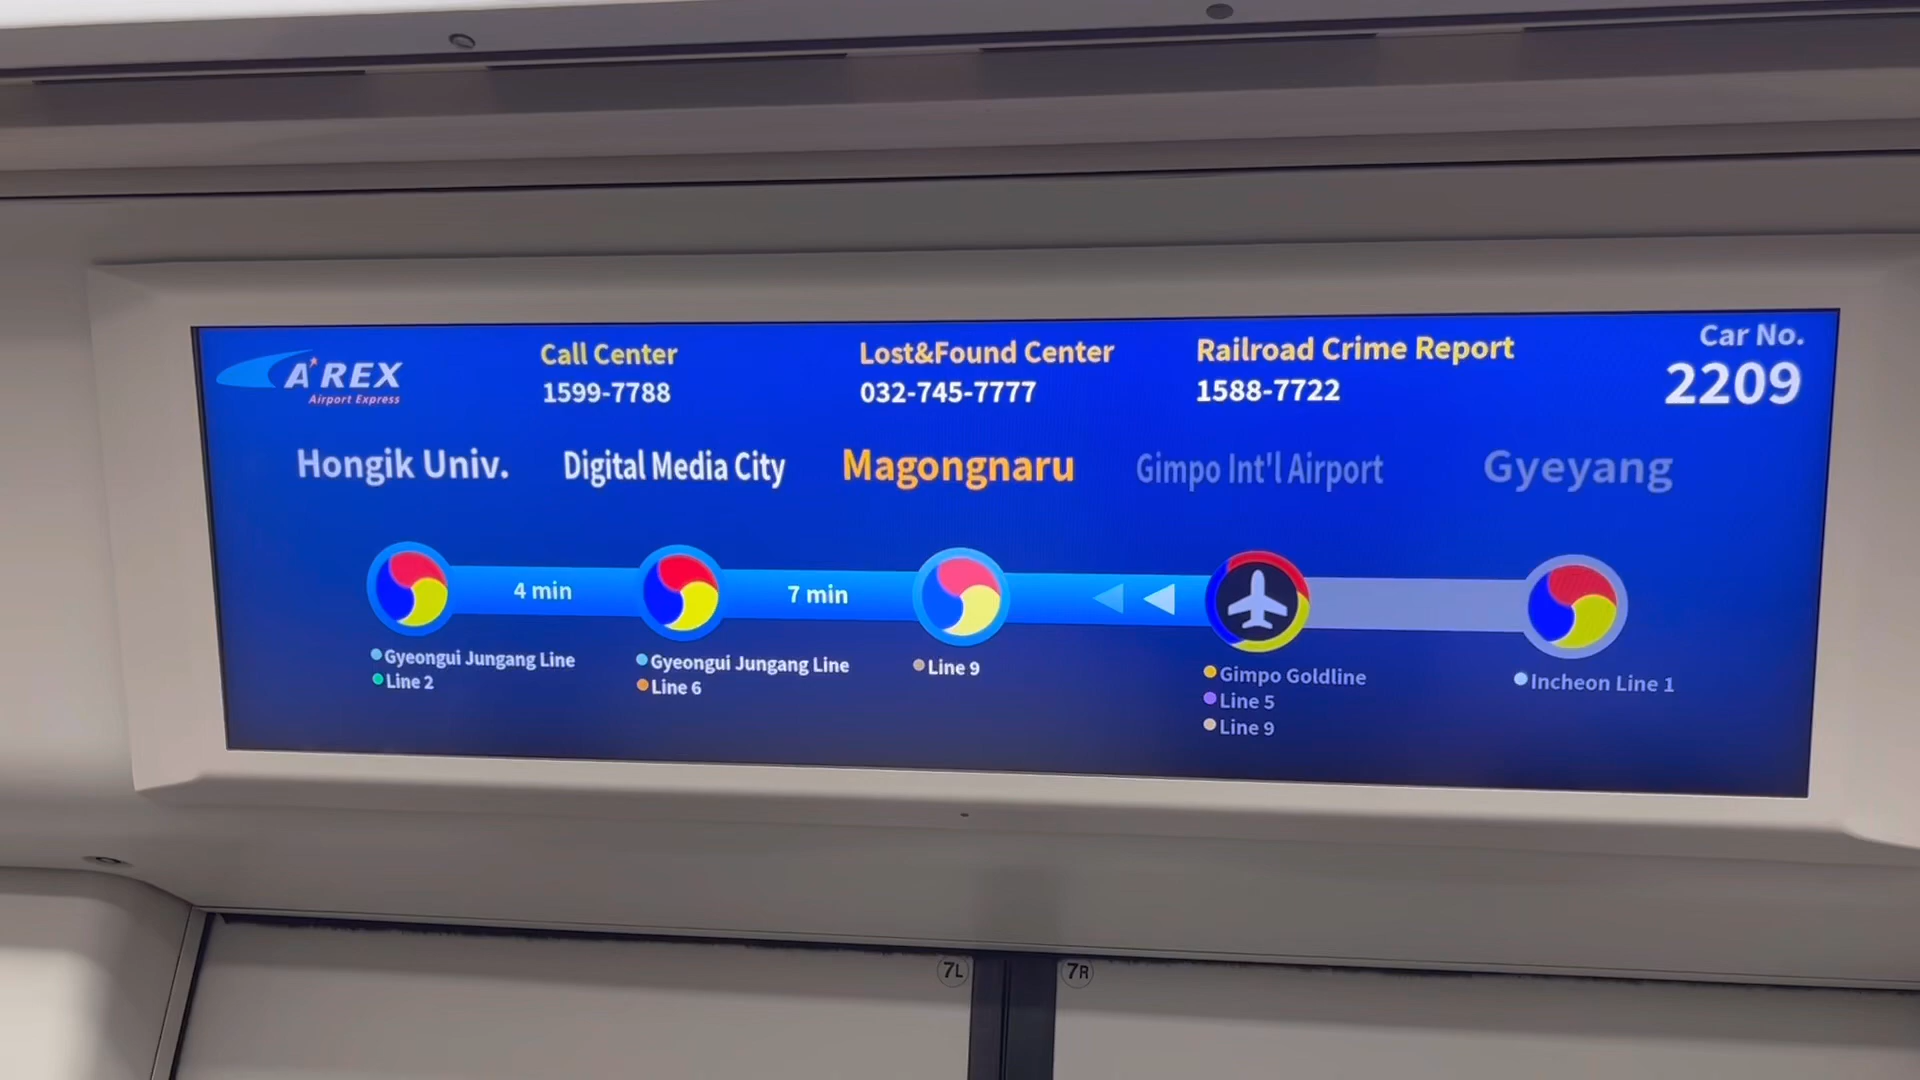 A'REX
Airport Express
Call Center
1599-7788
Lost&Found Center
032-745-7777
Railroad Crime Report
1588-7722
Car No.
2209
Hongik Univ.
Digital Media City
Magongnaru
Gimpo Int'l Airport
Gyeyang
4 min
7 min
Gyeongui Jungang Line
Line 2
Gyeongui Jungang Line
Line 6
Line 9
Gimpo Goldline
Line 5
Line 9
Incheon Line 1
7L
7R